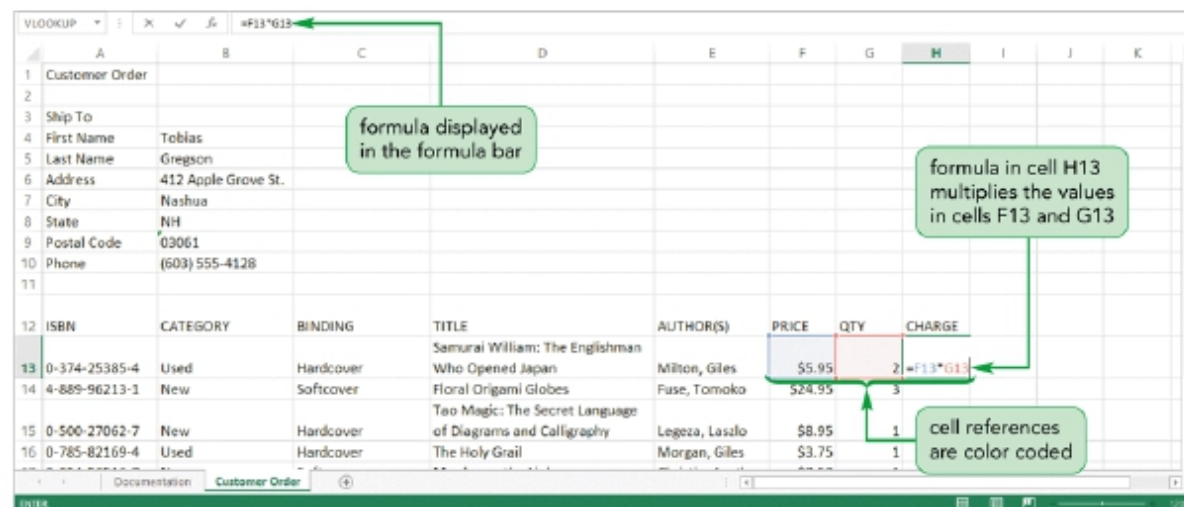 VLOOKUP =F13*G13
A B C D E F G H I J K
1 Customer Order
2
3 Ship To
formula displayed
in the formula bar
4 First Name Tobias
5 Last Name Gregson
6 Address 412 Apple Grove St.
7 City Nashua
8 State NH
9 Postal Code 03061
10 Phone (603) 555-4128
11
formula in cell H13
multiplies the values
in cells F13 and G13
12 ISBN CATEGORY BINDING TITLE AUTHOR(S) PRICE QTY CHARGE
Samurai William: The Englishman
13 0-374-25385-4 Used Hardcover Who Opened Japan Milton, Giles $5.95 2 =F13*G13
14 4-889-96213-1 New Softcover Floral Origami Globes Fuse, Tomoko $24.95 3
Tao Magic: The Secret Language
15 0-500-27062-7 New Hardcover of Diagrams and Calligraphy Legeza, Laszlo $8.95 1
16 0-785-82169-4 Used Hardcover The Holy Grail Morgan, Giles $3.75 1
cell references
are color coded
Documentation Customer Order
ENTER